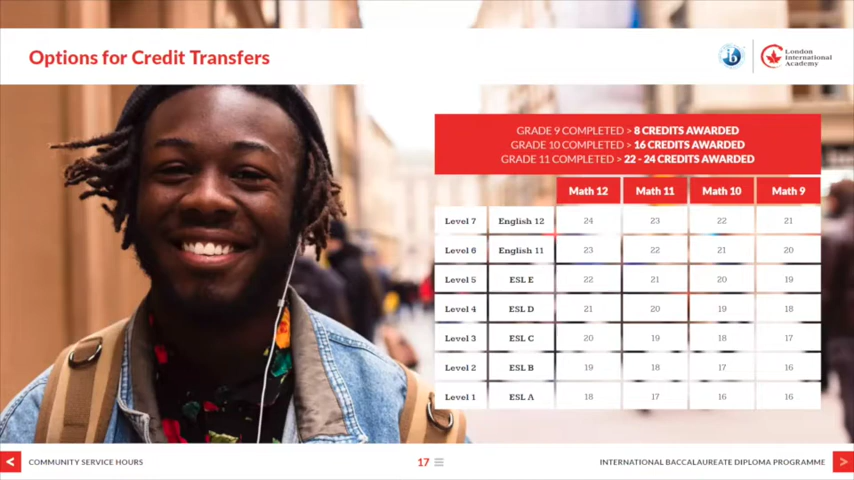 Options for Credit Transfers
London
International
Academy
GRADE 9 COMPLETED > 8 CREDITS AWARDED
GRADE 10 COMPLETED > 16 CREDITS AWARDED
GRADE 11 COMPLETED > 22 - 24 CREDITS AWARDED
Math 12 Math 11 Math 10 Math 9
Level 7 English 12 24 23 22 21
Level 6 English 11 23 22 21 20
Level 5 ESL E 22 21 20 19
Level 4 ESL D 21 20 19 18
Level 3 ESL C 20 19 18 17
Level 2 ESL B 19 18 17 16
Level 1 ESL A 18 17 16 16
< COMMUNITY SERVICE HOURS 17 INTERNATIONAL BACCALAUREATE DIPLOMA PROGRAMME >